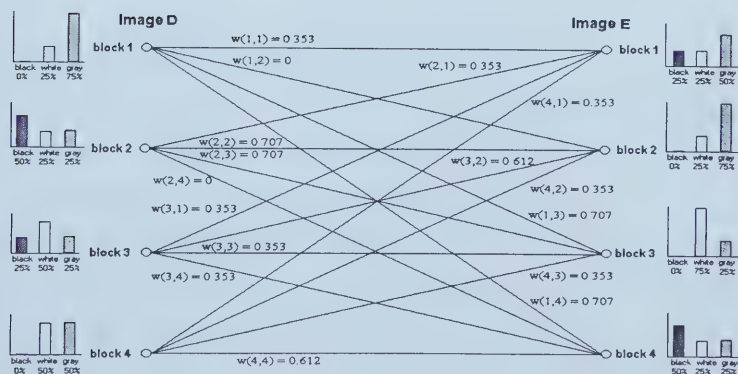 Image D
Image E
block 1
block 2
block 3
block 4
block 1
block 2
block 3
block 4
black white gray
0% 25% 75%
black white gray
50% 25% 25%
black white gray
25% 50% 25%
black white gray
0% 50% 50%
w(1,1) = 0 353
w(1,2) = 0
w(2,1) = 0 353
w(4,1) = 0.353
w(2,2) = 0 707
w(2,3) = 0 707
w(3,2) = 0 612
w(2,4) = 0
w(4,2) = 0 353
w(3,1) = 0 353
w(1,3) = 0 707
w(3,3) = 0 353
w(3,4) = 0 353
w(4,3) = 0 353
w(1,4) = 0 707
w(4,4) = 0.612
black white gray
25% 25% 50%
black white gray
0% 25% 75%
black white gray
0% 75% 25%
black white gray
50% 25% 25%